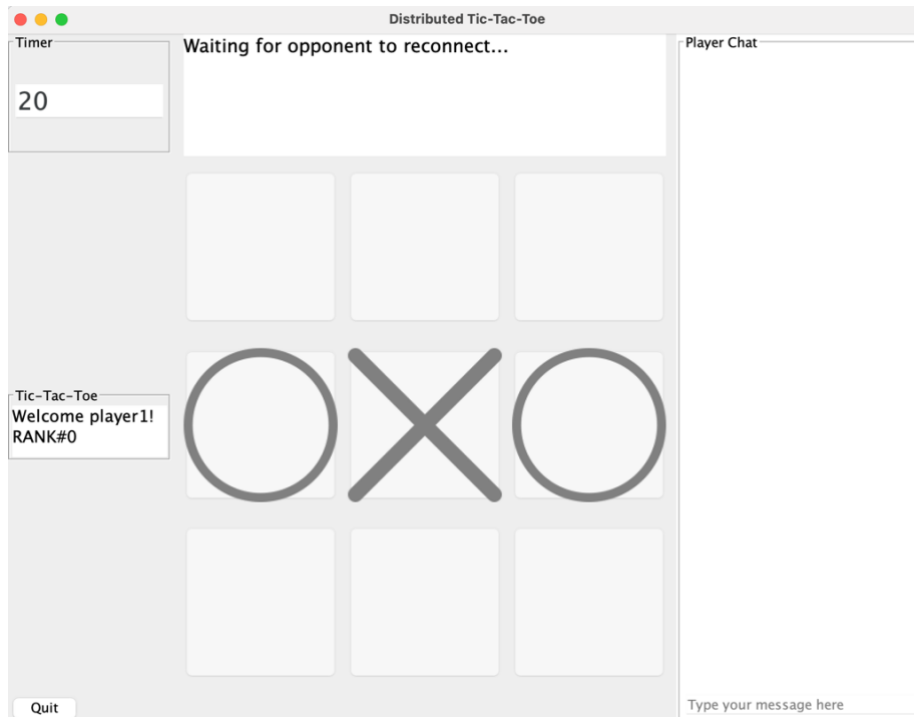 Distributed Tic-Tac-Toe
Timer
20
Waiting for opponent to reconnect...
Player Chat
Tic-Tac-Toe
Welcome player1!
RANK#0
Quit
Type your message here